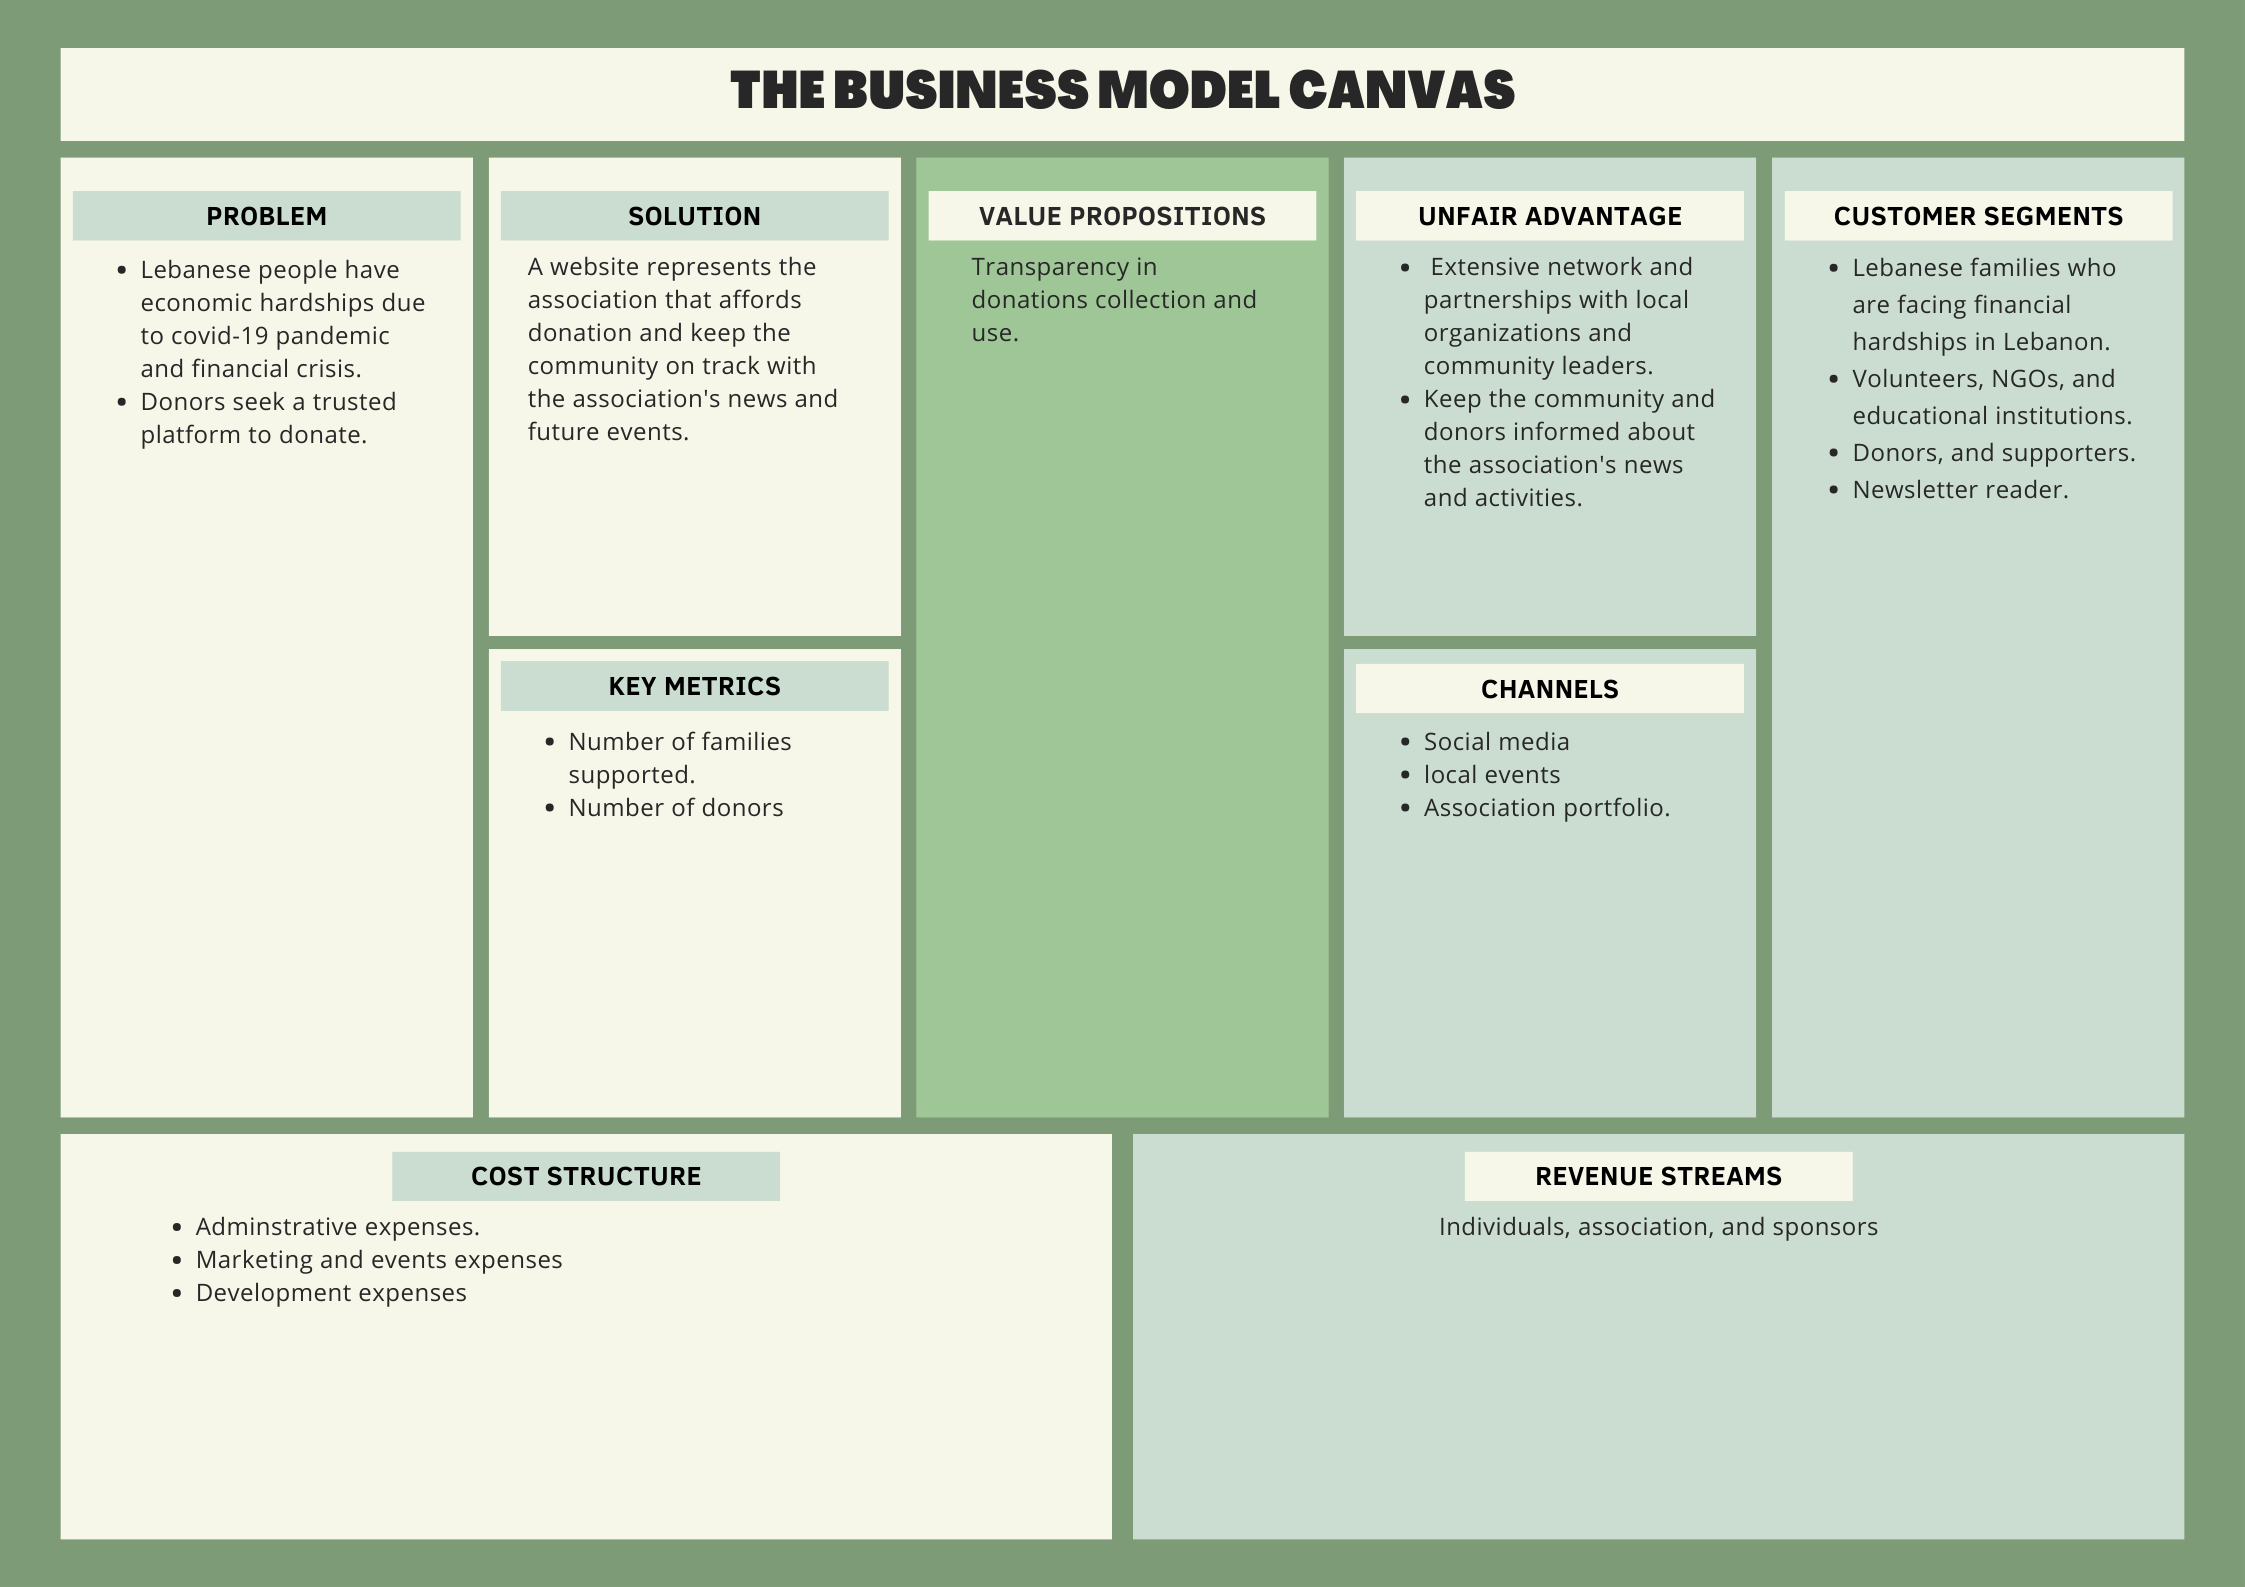 THE BUSINESS MODEL CANVAS
PROBLEM
• Lebanese people have
economic hardships due
to covid-19 pandemic
and financial crisis.
• Donors seek a trusted
platform to donate.
SOLUTION
A website represents the
association that affords
donation and keep the
community on track with
the association's news and
future events.
KEY METRICS
• Number of families
supported.
• Number of donors
VALUE PROPOSITIONS
Transparency in
donations collection and
use.
UNFAIR ADVANTAGE
• Extensive network and
partnerships with local
organizations and
community leaders.
• Keep the community and
donors informed about
the association's news
and activities.
CHANNELS
• Social media
• local events
• Association portfolio.
CUSTOMER SEGMENTS
• Lebanese families who
are facing financial
hardships in Lebanon.
• Volunteers, NGOs, and
educational institutions.
• Donors, and supporters.
• Newsletter reader.
COST STRUCTURE
• Adminstrative expenses.
• Marketing and events expenses
• Development expenses
REVENUE STREAMS
Individuals, association, and sponsors